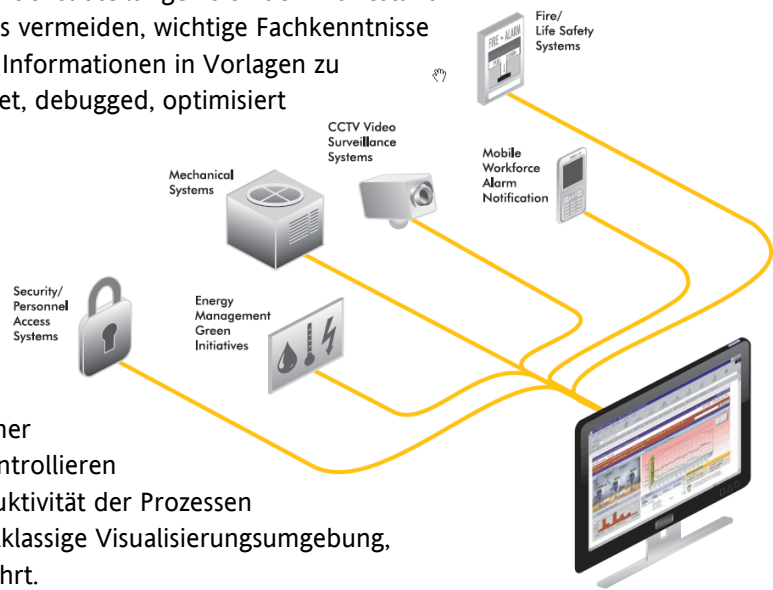 s vermeiden, wichtige Fachkenntnisse
Informationen in Vorlagen zu
et, debugged, optimisiert
Fire/
Life Safety
Systems
FIRE ALARM
CCTV Video
Surveillance
Systems
Mobile
Workforce
Alarm
Notification
Mechanical
Systems
Security/
Personnel
Access
Systems
Energy
Management
Green
Initiatives
ner
ntrollieren
uktivität der Prozessen
klassige Visualisierungsumgebung,
hrt.